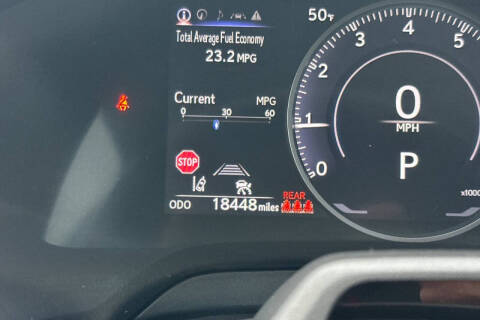 50°F
Total Average Fuel Economy
23.2 MPG
Current MPG
0 30 60
STOP
ODO 18448 miles
REAR
0 1 2 3 4 5
0
MPH
P
x1000